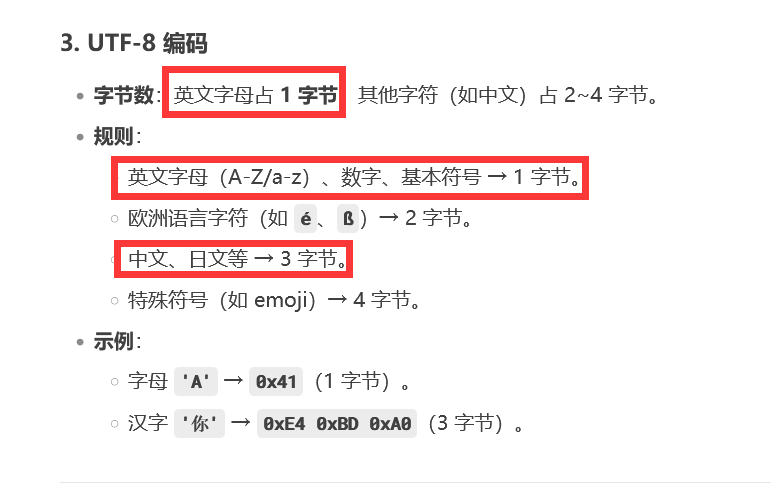 3. UTF-8 编码
字节数：英文字母占 1 字节 其他字符（如中文）占 2~4 字节。
规则：
英文字母（A-Z/a-z）、数字、基本符号 → 1 字节。
欧洲语言字符（如 é、ß）→ 2 字节。
中文、日文等 → 3 字节。
特殊符号（如 emoji）→ 4 字节。
示例：
字母 'A' → 0x41（1 字节）。
汉字 '你' → 0xE4 0xBD 0xA0（3 字节）。